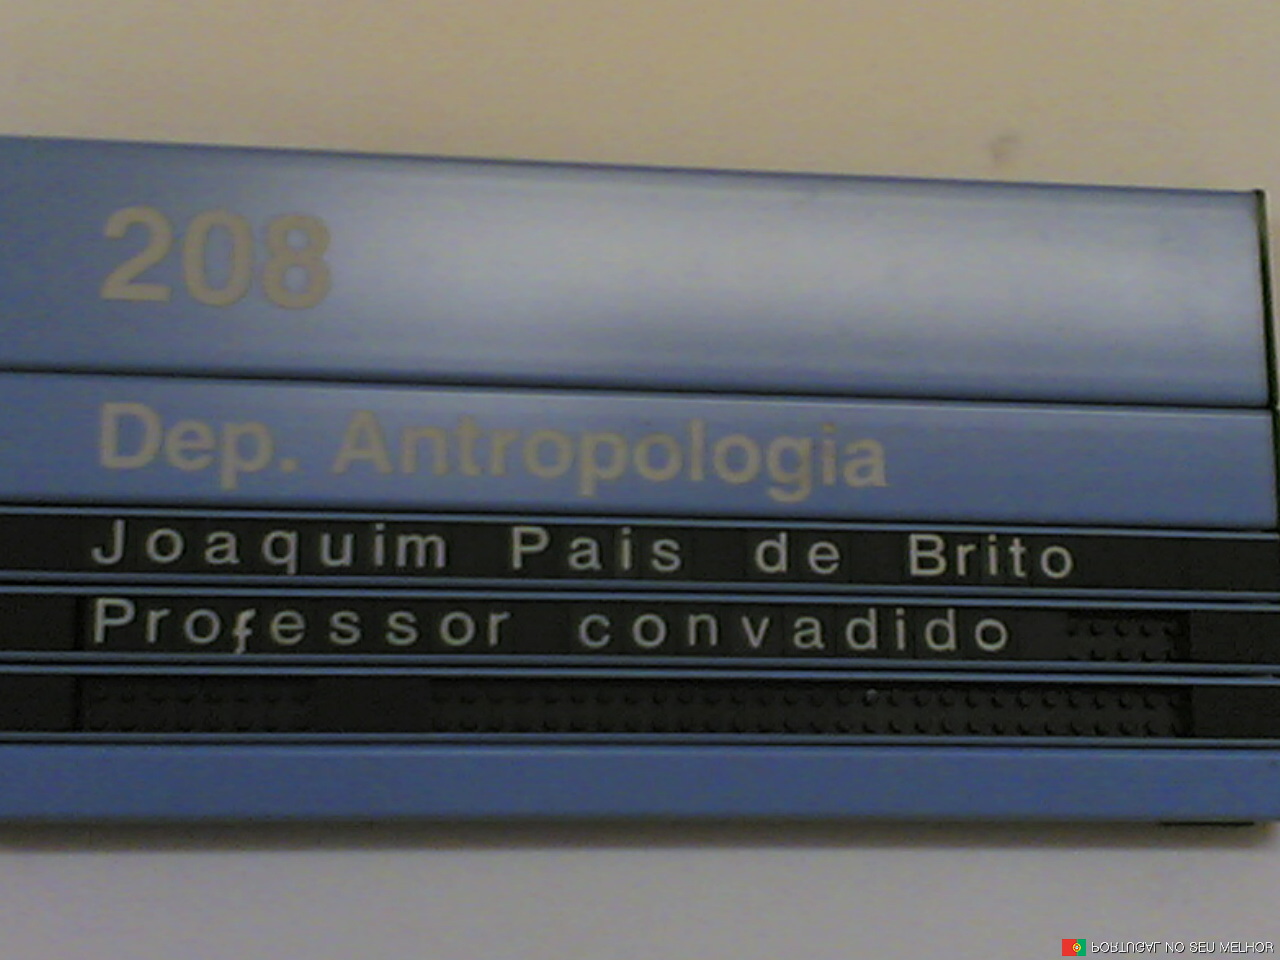 208
Dep. Antropologia
Joaquim Pais de Brito
Professor convadido
PORTUGAL NO SEU MELHOR